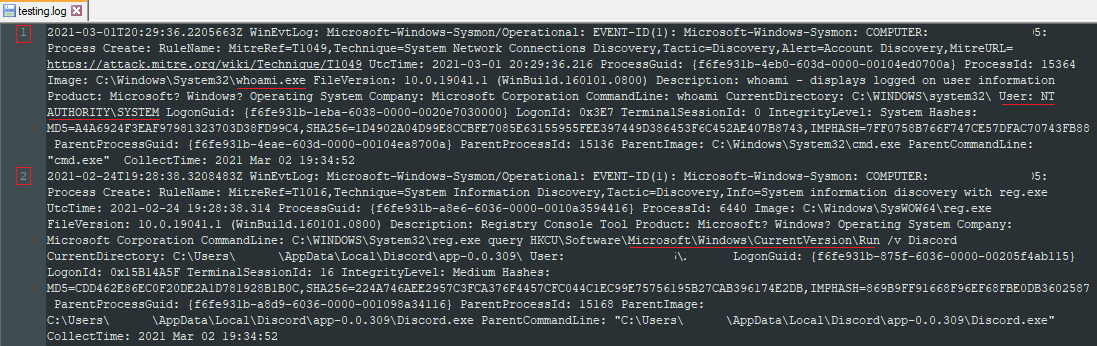 testing.log
1 2021-03-01T20:29:36.2205663Z WinEvtLog: Microsoft-Windows-Sysmon/Operational: EVENT-ID(1): Microsoft-Windows-Sysmon: COMPUTER: 5:
Process Create: RuleName: MitreRef=T1049,Technique=System Network Connections Discovery,Tactic=Discovery,Alert=Account Discovery,MitreURL=
https://attack.mitre.org/wiki/Technique/T1049 UtcTime: 2021-03-01 20:29:36.216 ProcessGuid: {f6fe931b-4eb0-603d-0000-00104ed0700a} ProcessId: 15364
Image: C:\Windows\System32\whoami.exe FileVersion: 10.0.19041.1 (WinBuild.160101.0800) Description: whoami - displays logged on user information
Product: Microsoft? Windows? Operating System Company: Microsoft Corporation CommandLine: whoami CurrentDirectory: C:\WINDOWS\system32\ User: NT
AUTHORITY\SYSTEM LogonGuid: {f6fe931b-1eba-6038-0000-0020e7030000} LogonId: 0x3E7 TerminalSessionId: 0 IntegrityLevel: System Hashes:
MD5=A4A6924F3EAF97981323703D38FD99C4,SHA256=1D4902A04D99E8CCBFE7085E63155955FEE397449D386453F6C452AE407B8743,IMPHASH=7FF0758B766F747CE57DFAC70743FB88
ParentProcessGuid: {f6fe931b-4eae-603d-0000-00104ea8700a} ParentProcessId: 15136 ParentImage: C:\Windows\System32\cmd.exe ParentCommandLine:
"cmd.exe" CollectTime: 2021 Mar 02 19:34:52
2 2021-02-24T19:28:38.3208483Z WinEvtLog: Microsoft-Windows-Sysmon/Operational: EVENT-ID(1): Microsoft-Windows-Sysmon: COMPUTER: 5:
Process Create: RuleName: MitreRef=T1016,Technique=System Information Discovery,Tactic=Discovery,Info=System information discovery with reg.exe
UtcTime: 2021-02-24 19:28:38.314 ProcessGuid: {f6fe931b-a8e6-6036-0000-0010a3594416} ProcessId: 6440 Image: C:\Windows\SysWOW64\reg.exe
FileVersion: 10.0.19041.1 (WinBuild.160101.0800) Description: Registry Console Tool Product: Microsoft? Windows? Operating System Company:
Microsoft Corporation CommandLine: C:\WINDOWS\System32\reg.exe query HKCU\Software\Microsoft\Windows\CurrentVersion\Run /v Discord
CurrentDirectory: C:\Users\ \AppData\Local\Discord\app-0.0.309\ User: \ LogonGuid: {f6fe931b-875f-6036-0000-00205f4ab115}
LogonId: 0x15B14A5F TerminalSessionId: 16 IntegrityLevel: Medium Hashes:
MD5=CDD462E86EC0F20DE2A1D781928B1B0C,SHA256=224A746AEE2957C3FCA376F4457CFC044C1EC99E75756195B27CAB396174E2DB,IMPHASH=869B9FF91668F96EF68FBE0DB3602587
ParentProcessGuid: {f6fe931b-a8d9-6036-0000-001098a34116} ParentProcessId: 15168 ParentImage:
C:\Users\ \AppData\Local\Discord\app-0.0.309\Discord.exe ParentCommandLine: "C:\Users\ \AppData\Local\Discord\app-0.0.309\Discord.exe"
CollectTime: 2021 Mar 02 19:34:52